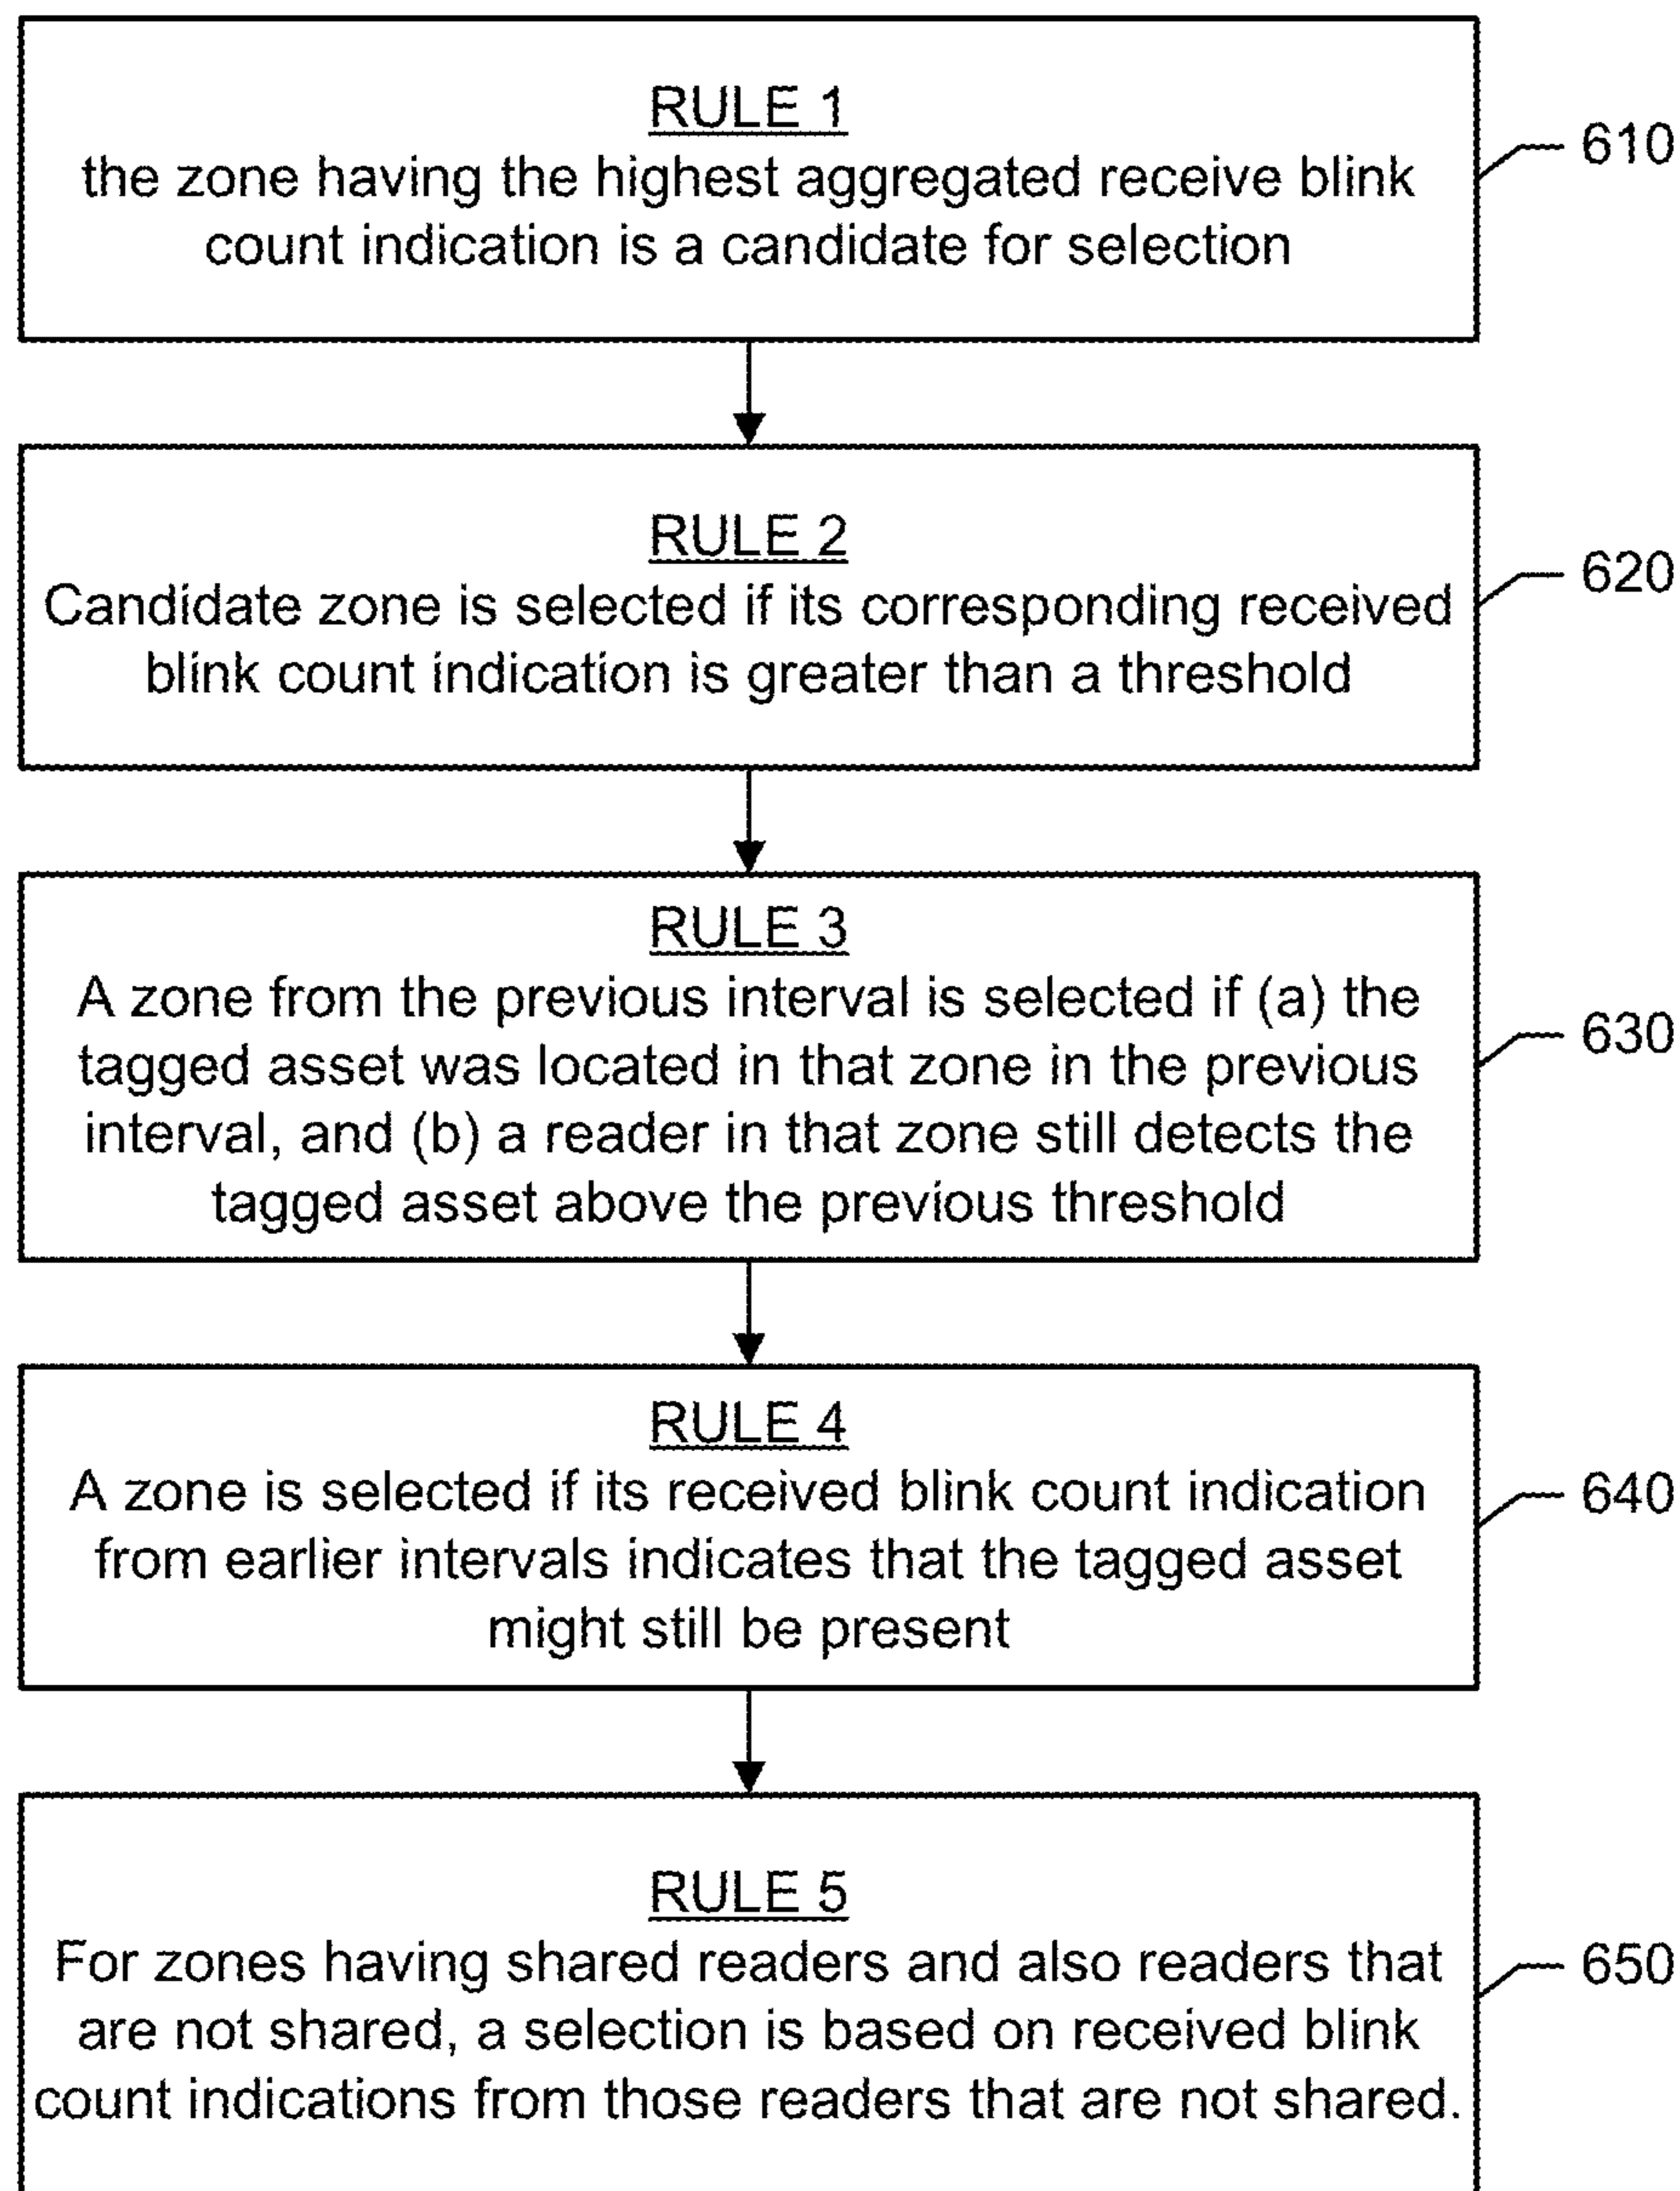 RULE 1
the zone having the highest aggregated receive blink
count indication is a candidate for selection
610
RULE 2
Candidate zone is selected if its corresponding received
blink count indication is greater than a threshold
620
RULE 3
A zone from the previous interval is selected if (a) the
tagged asset was located in that zone in the previous
interval, and (b) a reader in that zone still detects the
tagged asset above the previous threshold
630
RULE 4
A zone is selected if its received blink count indication
from earlier intervals indicates that the tagged asset
might still be present
640
RULE 5
For zones having shared readers and also readers that
are not shared, a selection is based on received blink
count indications from those readers that are not shared.
650